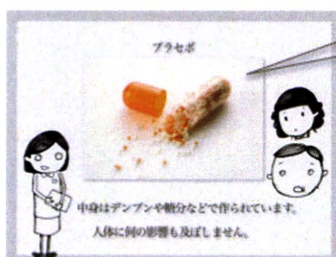 プラセボ
中身はデンプンや糖分などで作られています。
人体に何の影響も及ぼしません。